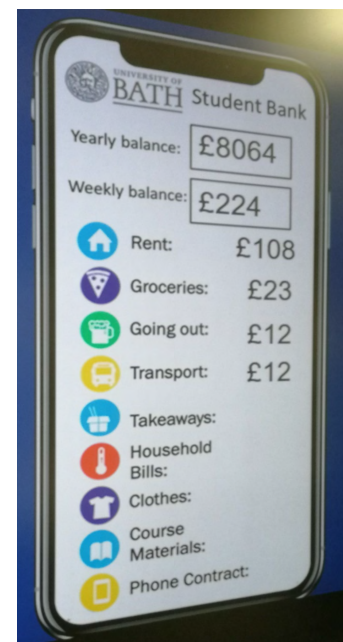 UNIVERSITY OF
BATH Student Bank
Yearly balance: £8064
Weekly balance: £224
Rent: £108
Groceries: £23
Going out: £12
Transport: £12
Takeaways:
Household
Bills:
Clothes:
Course
Materials:
Phone Contract: